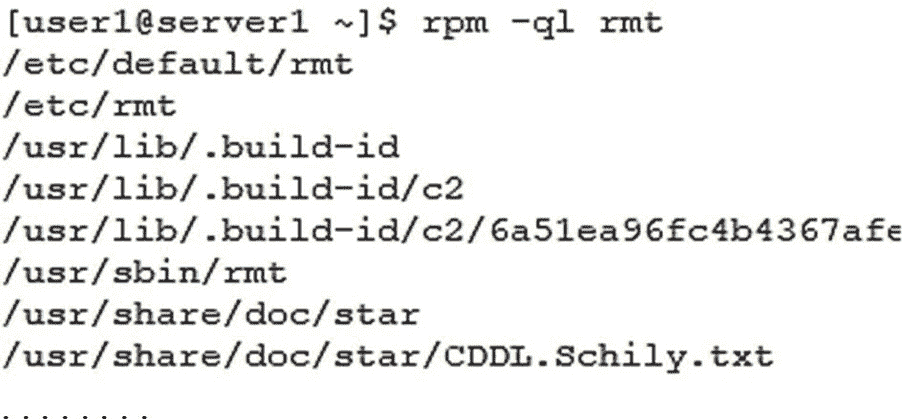 [user1@server1 ~]$ rpm -ql rmt
/etc/default/rmt
/etc/rmt
/usr/lib/.build-id
/usr/lib/.build-id/c2
/usr/lib/.build-id/c2/6a51ea96fc4b4367afe
/usr/sbin/rmt
/usr/share/doc/star
/usr/share/doc/star/CDDL.Schily.txt
. . . . . . . .